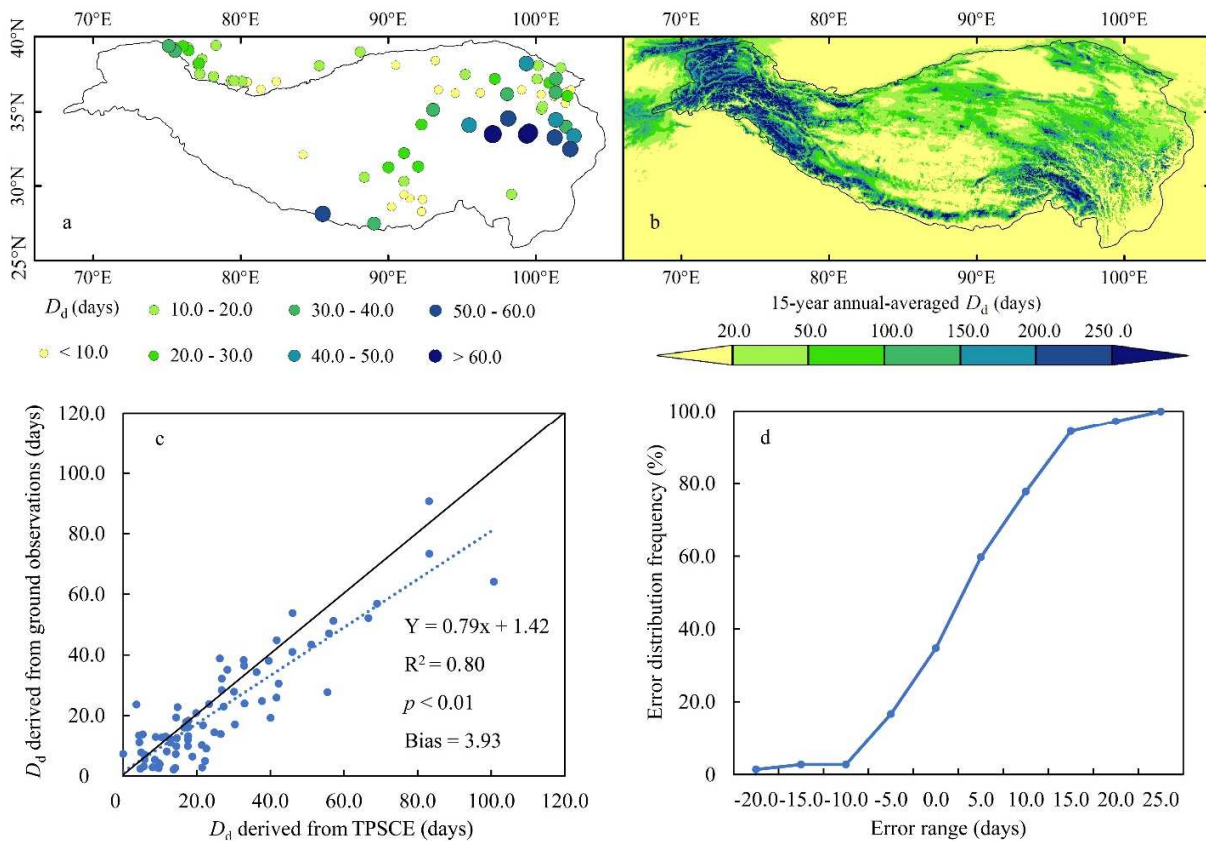 70°E 80°E 90°E 100°E 70°E 80°E 90°E 100°E
40°N
35°N
30°N
25°N
a
b
70°E 80°E 90°E 100°E 70°E 80°E 90°E 100°E
Dd (days)
10.0 - 20.0 30.0 - 40.0 50.0 - 60.0
< 10.0 20.0 - 30.0 40.0 - 50.0 > 60.0
15-year annual-averaged Dd (days)
20.0 50.0 100.0 150.0 200.0 250.0
Dd derived from ground observations (days)
120.0
100.0
80.0
60.0
40.0
20.0
0
c
Y = 0.79x + 1.42
R² = 0.80
p < 0.01
Bias = 3.93
0 20.0 40.0 60.0 80.0 100.0 120.0
Dd derived from TPSCE (days)
Error distribution frequency (%)
100.0
80.0
60.0
40.0
20.0
0
d
-20.0 -15.0 -10.0 -5.0 0.0 5.0 10.0 15.0 20.0 25.0
Error range (days)